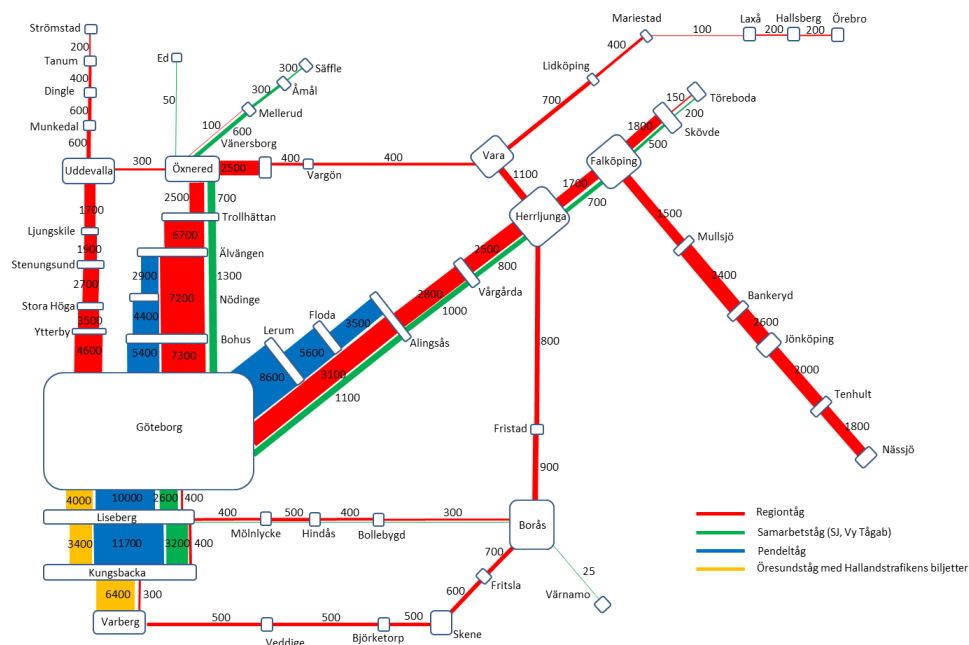 Strömstad
200
Tanum
400
Dingle
600
Munkedal
600
Uddevalla
300
Öxnered
1700
Ljungskile
1900
Stenungsund
2700
Stora Höga
3500
Ytterby
4600
Ed
50
Säffle
300
Åmål
300
Mellerud
100
600
Vänersborg
2500
400
Vargön
400
Vara
2500
700
Trollhättan
6700
Älvängen
2900
7200
1300
Nödinge
4400
Bohus
5400
7300
Göteborg
Mariestad
400
100
Laxå
200
Hallsberg
200
Örebro
Lidköping
700
1100
Herrljunga
Töreboda
150
200
1800
Skövde
500
Falköping
1700
700
2500
800
Vårgårda
2800
1000
Alingsås
3500
Floda
5600
Lerum
8600
3100
1100
1500
Mullsjö
2400
Bankeryd
2600
Jönköping
2000
Tenhult
1800
Nässjö
800
Fristad
900
Borås
4000
10000
2600
400
Liseberg
400
Mölnlycke
500
Hindås
400
Bollebygd
300
3400
11700
3200
400
Kungsbacka
6400
300
Varberg
500
Veddige
500
Björketorp
500
Skene
600
Fritsla
700
25
Värnamo
Regiontåg
Samarbetståg (SJ, Vy Tågab)
Pendeltåg
Öresundståg med Hallandstrafikens biljetter